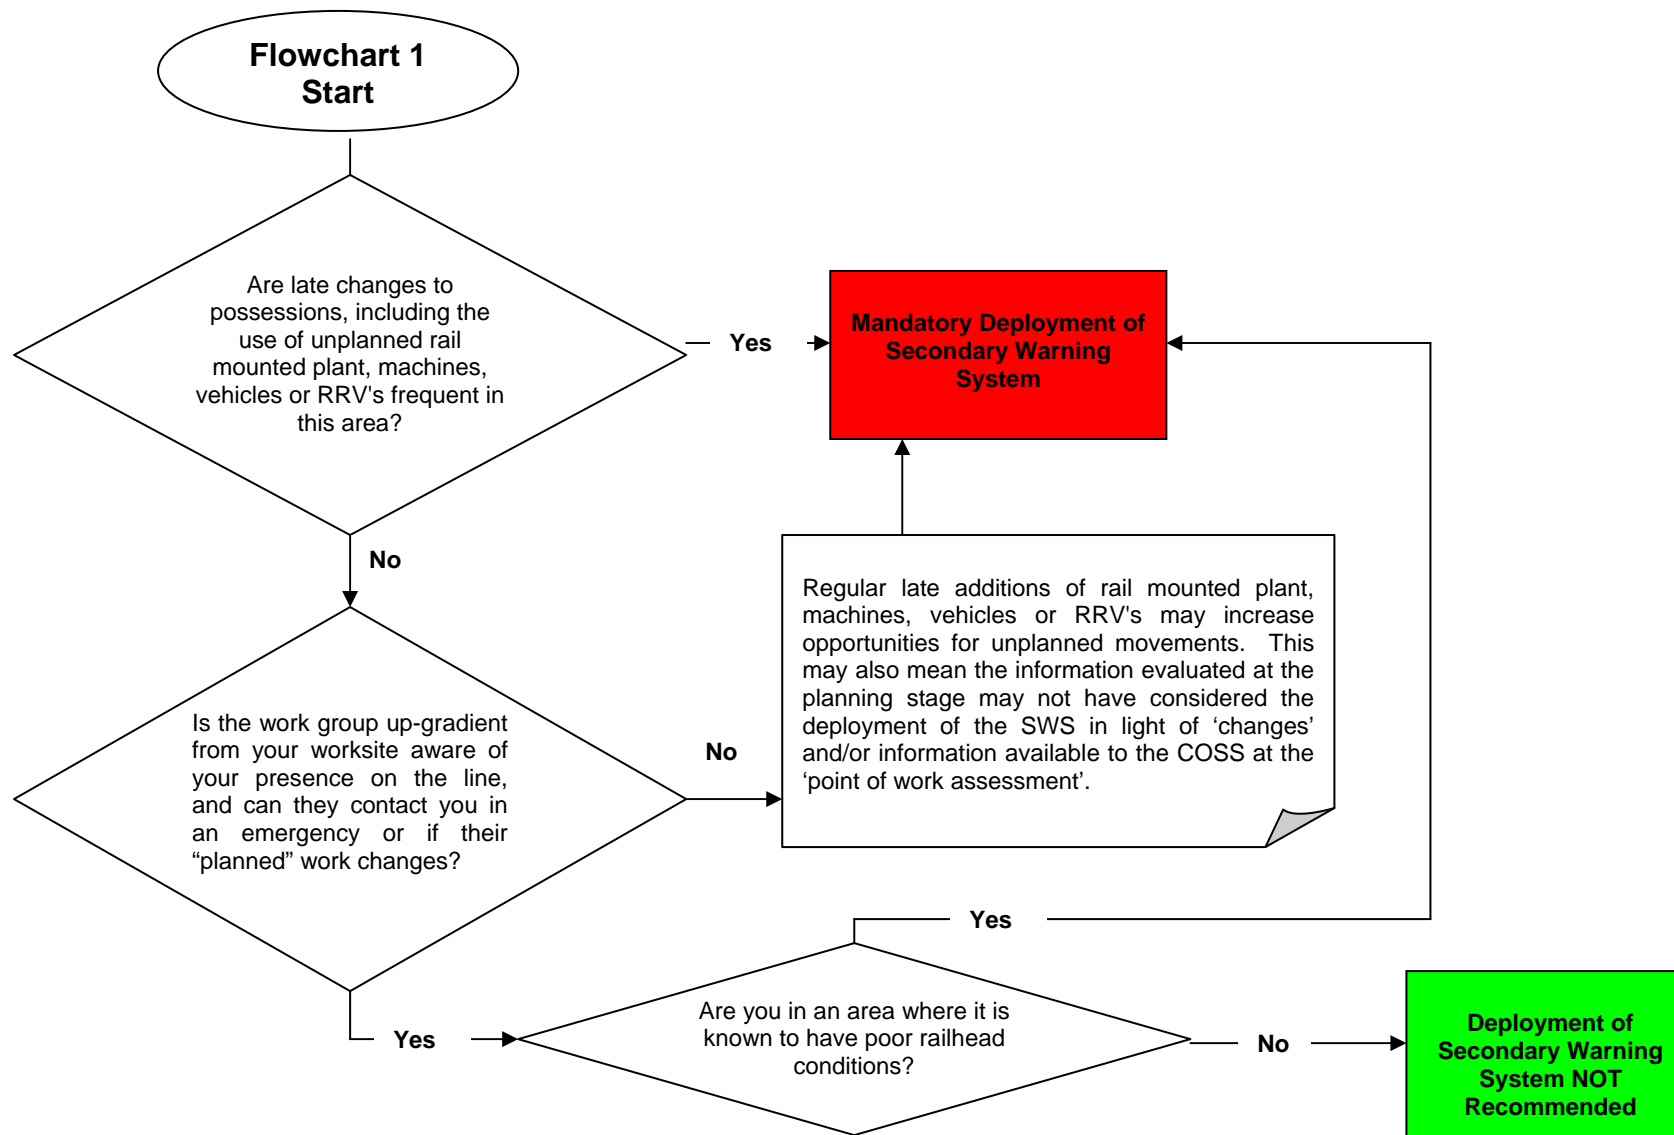 Flowchart 1
Start
Are late changes to
possessions, including the
use of unplanned rail
mounted plant, machines,
vehicles or RRV's frequent in
this area?
Yes
Mandatory Deployment of
Secondary Warning
System
No
Regular late additions of rail mounted plant,
machines, vehicles or RRV's may increase
opportunities for unplanned movements. This
may also mean the information evaluated at the
planning stage may not have considered the
deployment of the SWS in light of ‘changes’
and/or information available to the COSS at the
‘point of work assessment’.
Is the work group up-gradient
from your worksite aware of
your presence on the line,
and can they contact you in
an emergency or if their
“planned” work changes?
No
Yes
Yes
Are you in an area where it is
known to have poor railhead
conditions?
No
Deployment of
Secondary Warning
System NOT
Recommended